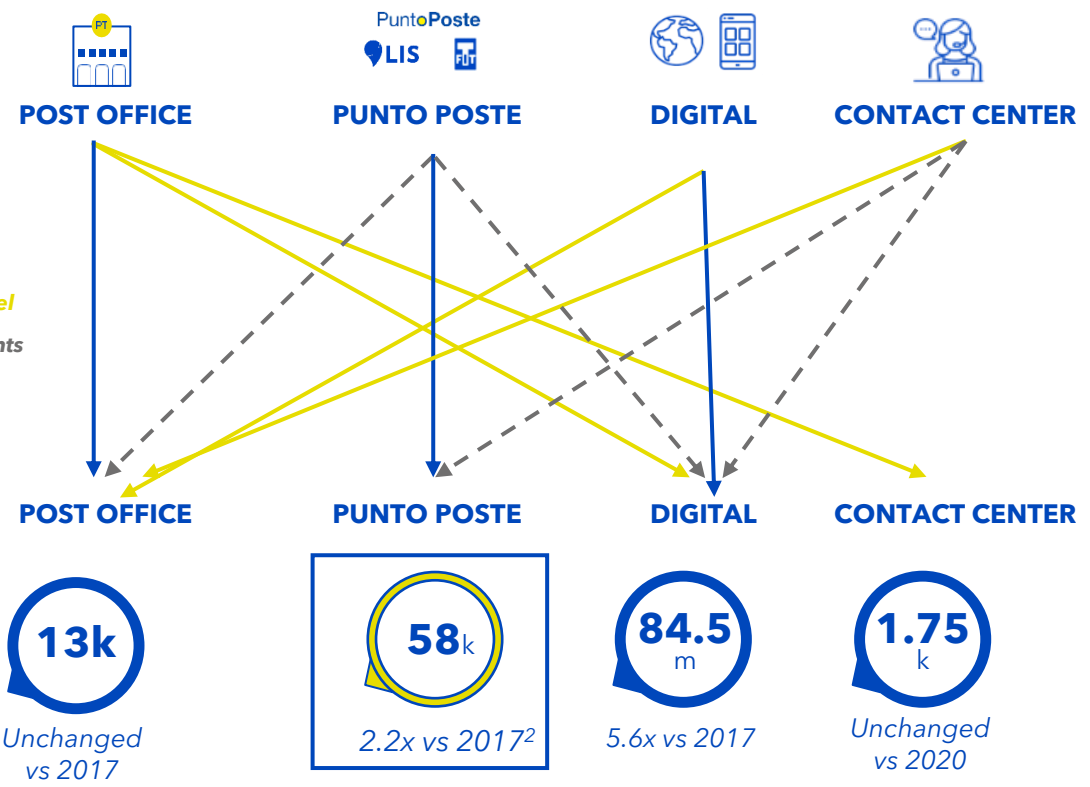 PT
PuntoPoste
LIS
FUT
POST OFFICE
PUNTO POSTE
DIGITAL
CONTACT CENTER
el
nts
POST OFFICE
PUNTO POSTE
DIGITAL
CONTACT CENTER
13k
58k
84.5
m
1.75
k
Unchanged
vs 2017
2.2x vs 2017²
5.6x vs 2017
Unchanged
vs 2020